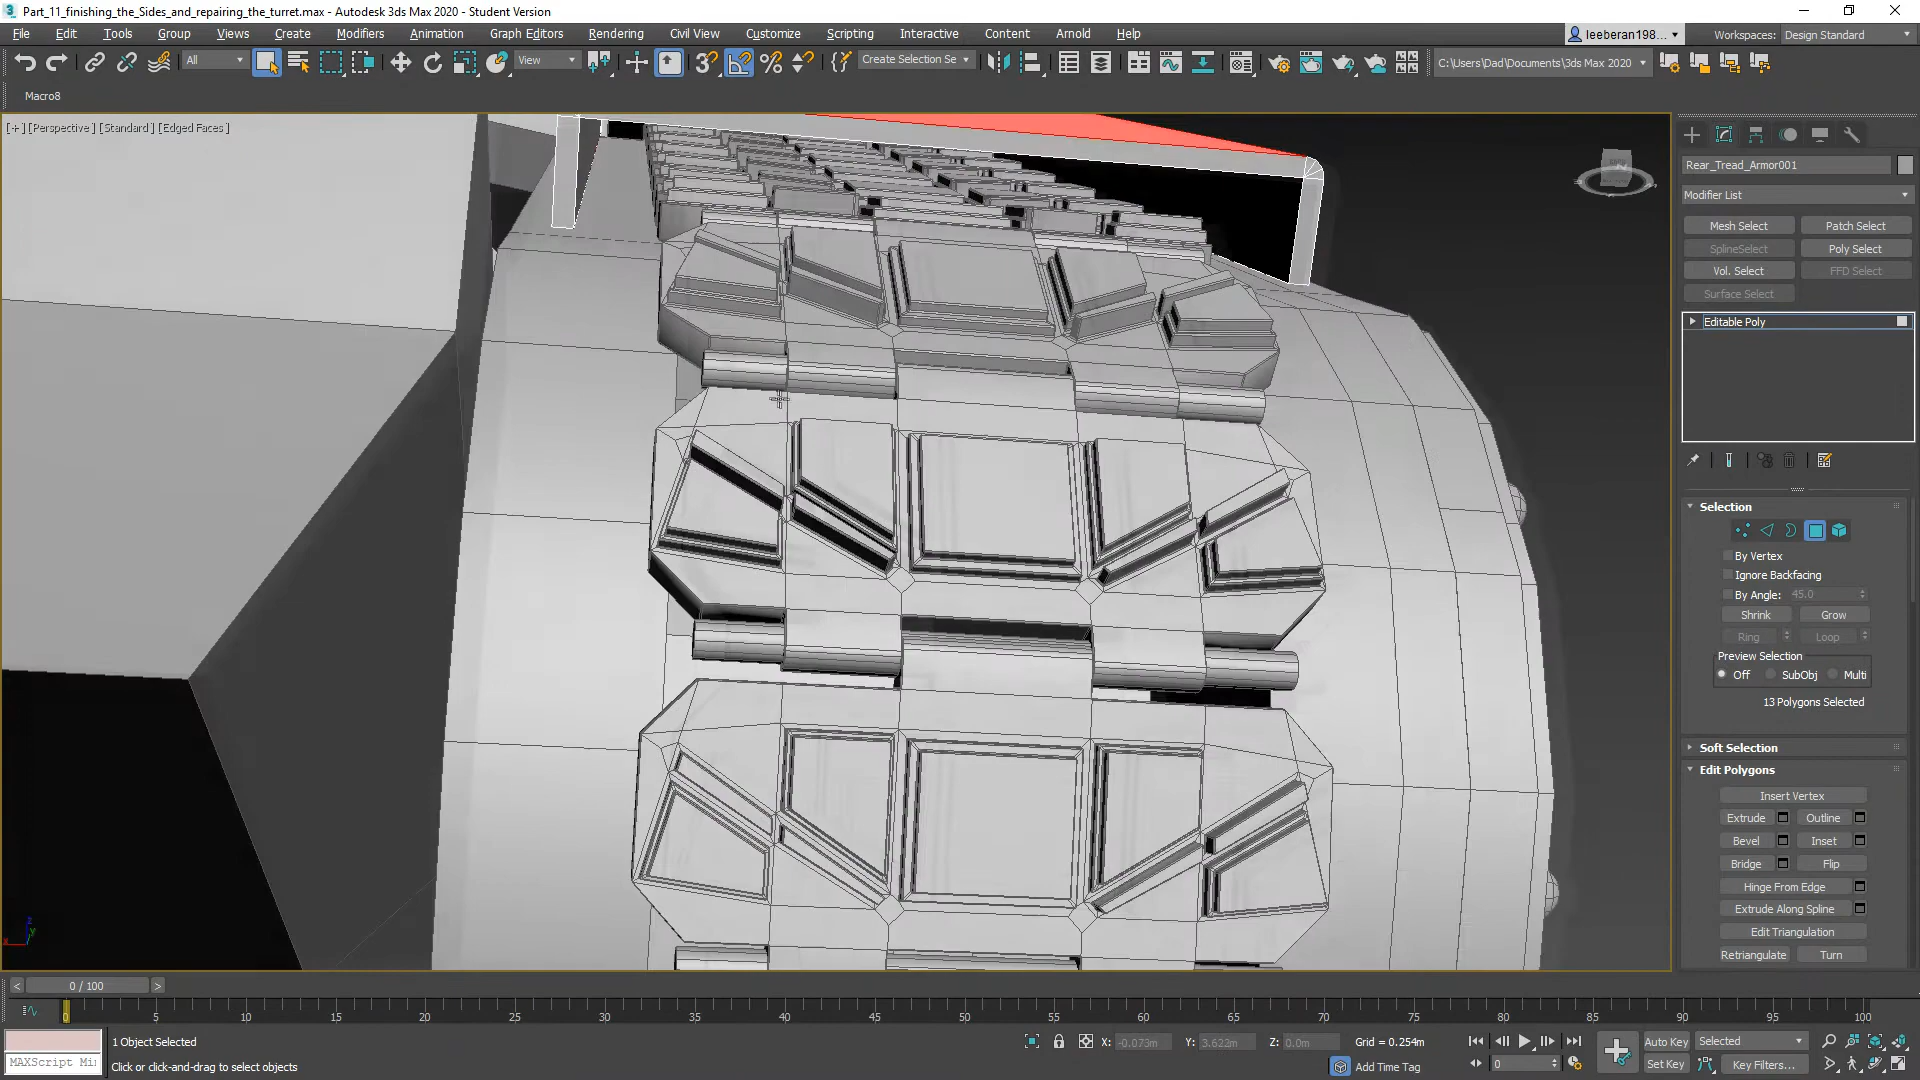 Part_11_finishing_the_Sides_and_repairing_the_turret.max - Autodesk 3ds Max 2020 - Student Version
File Edit Tools Group Views Create Modifiers Animation Graph Editors Rendering Civil View Customize Scripting Interactive Content Arnold Help leeberan198... Workspaces: Design Standard
All View Create Selection Se C:\Users\Dad\Documents\3ds Max 2020
Macro8
[+] [Perspective] [Standard] [Edged Faces]
Rear_Tread_Armor001
Modifier List
Mesh Select Patch Select
SplineSelect Poly Select
Vol. Select FFD Select
Surface Select
Editable Poly
Selection
By Vertex
Ignore Backfacing
By Angle: 45.0
Shrink Grow
Ring Loop
Preview Selection
Off SubObj Multi
13 Polygons Selected
Soft Selection
Edit Polygons
Insert Vertex
Extrude Outline
Bevel Inset
Bridge Flip
Hinge From Edge
Extrude Along Spline
Edit Triangulation
Retriangulate Turn
x y z
< 0 / 100 >
0 5 10 15 20 25 30 35 40 45 50 55 60 65 70 75 80 85 90 95 100
1 Object Selected X: -0.073m Y: 3.622m Z: 0.0m Grid = 0.254m Auto Key Selected
MAXScript Mi Click or click-and-drag to select objects Add Time Tag 0 Set Key Key Filters...